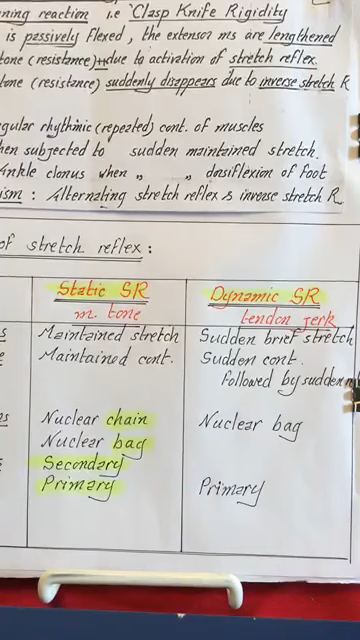 ning reaction i.e Clasp Knife Rigidity
is passively flexed, the extensor ms are lengthened
tone (resistance) ++ due to activation of stretch reflex.
tone (resistance) suddenly disappears due to inverse stretch R
gular rhythmic (repeated) cont. of muscles
hen subjected to sudden maintained stretch.
nkle clonus when " " dorsiflexion of foot
ism : Alternating stretch reflex & inverse stretch R.
of stretch reflex :
Static SR Dynamic SR
m. tone tendon jerk
Maintained stretch Sudden brief stretch
Maintained cont. Sudden cont.
followed by sudden
Nuclear chain Nuclear bag
Nuclear bag
Secondary
Primary Primary